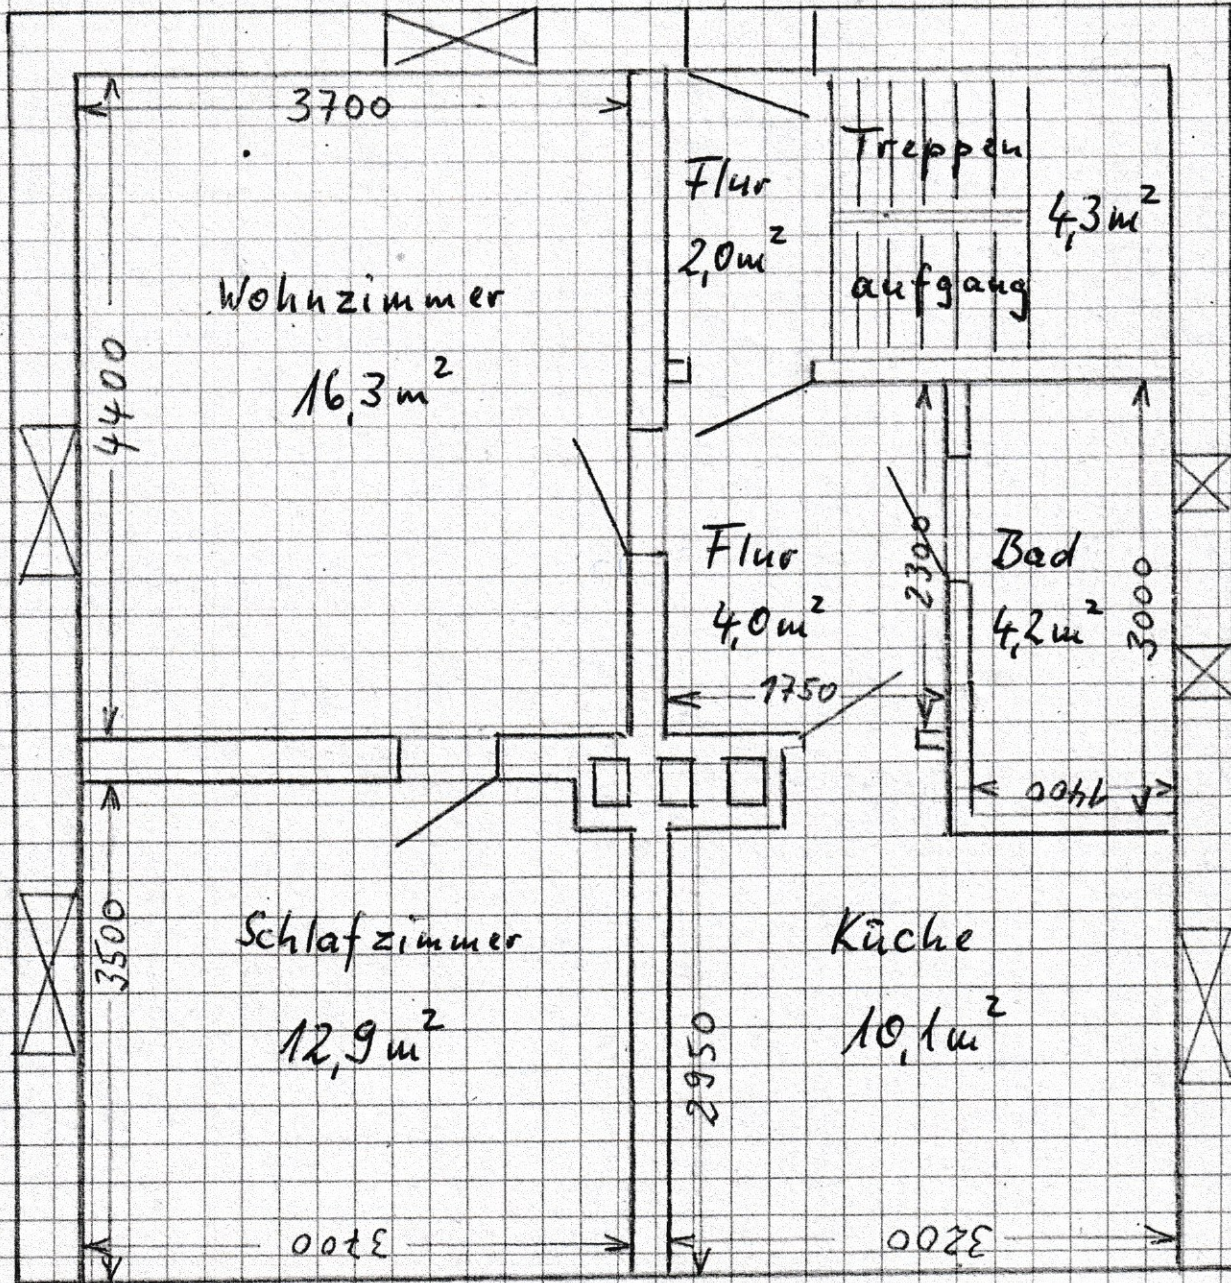 3700
Treppen
Flur
4,3m²
2,0m²
aufgang
Wohnzimmer
16,3m²
4400
Flur
4,0m²
2300
Bad
4,2m²
3000
1750
1400
Schlafzimmer
12,9m²
3500
Küche
10,1m²
2950
3700
3200